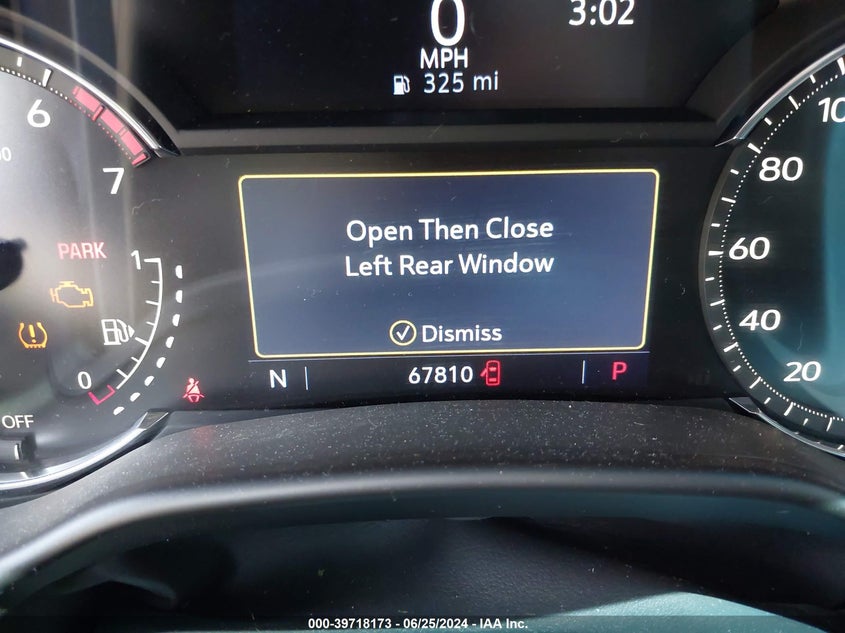 0
3:02
MPH
325 mi
6
7
PARK
1
0
OFF
Open Then Close
Left Rear Window
Dismiss
N
67810
P
80
60
40
20
000-39718173 - 06/25/2024 - IAA Inc.